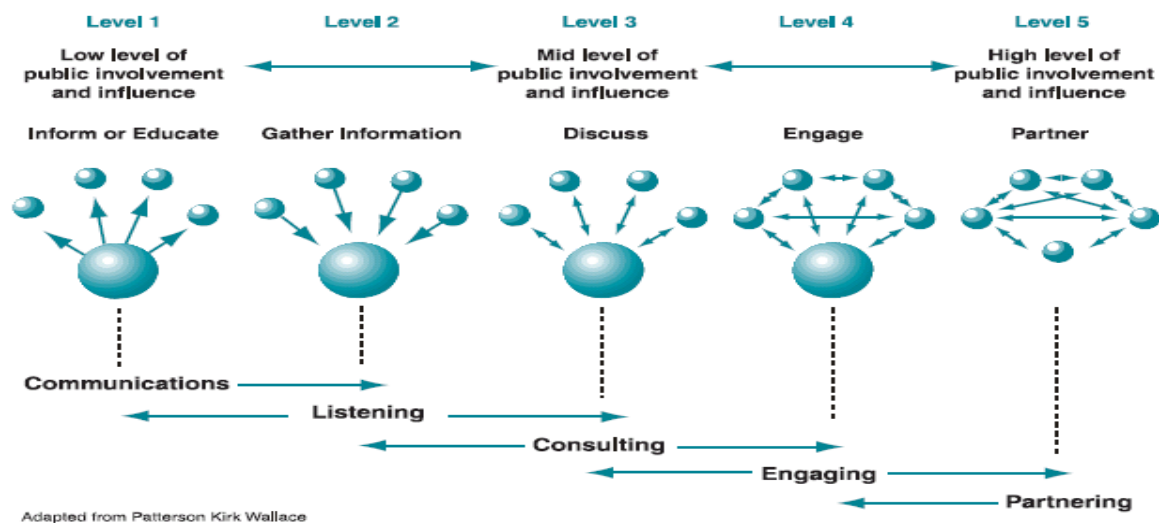 Level 1 Level 2 Level 3 Level 4 Level 5
Low level of
public involvement
and influence
Mid level of
public involvement
and influence
High level of
public involvement
and influence
Inform or Educate Gather Information Discuss Engage Partner
Communications
Listening
Consulting
Engaging
Partnering
Adapted from Patterson Kirk Wallace